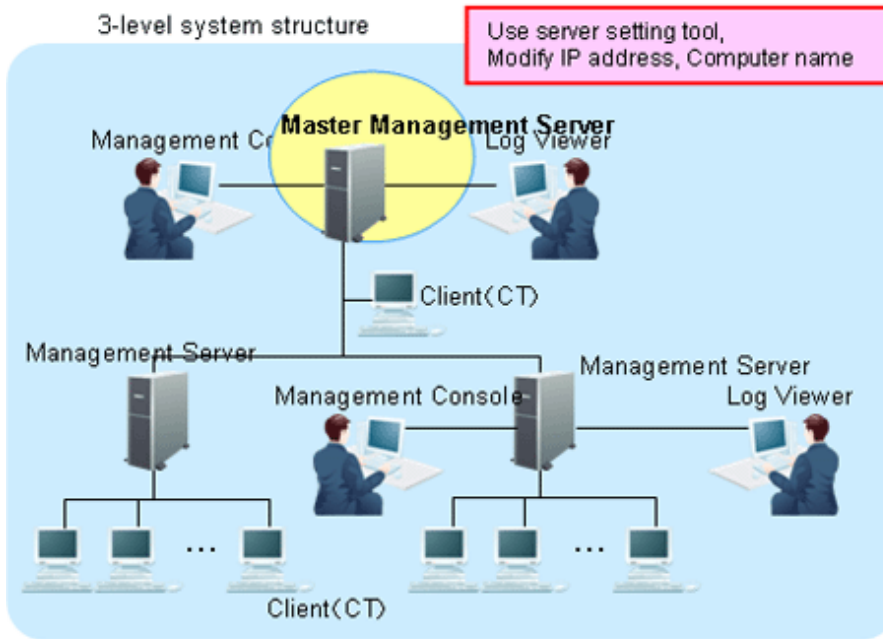 3-level system structure
Use server setting tool,
Modify IP address, Computer name
Master Management Server
Management Co
Log Viewer
Client(CT)
Management Server
Management Server
Management Console
Log Viewer
...
...
Client(CT)